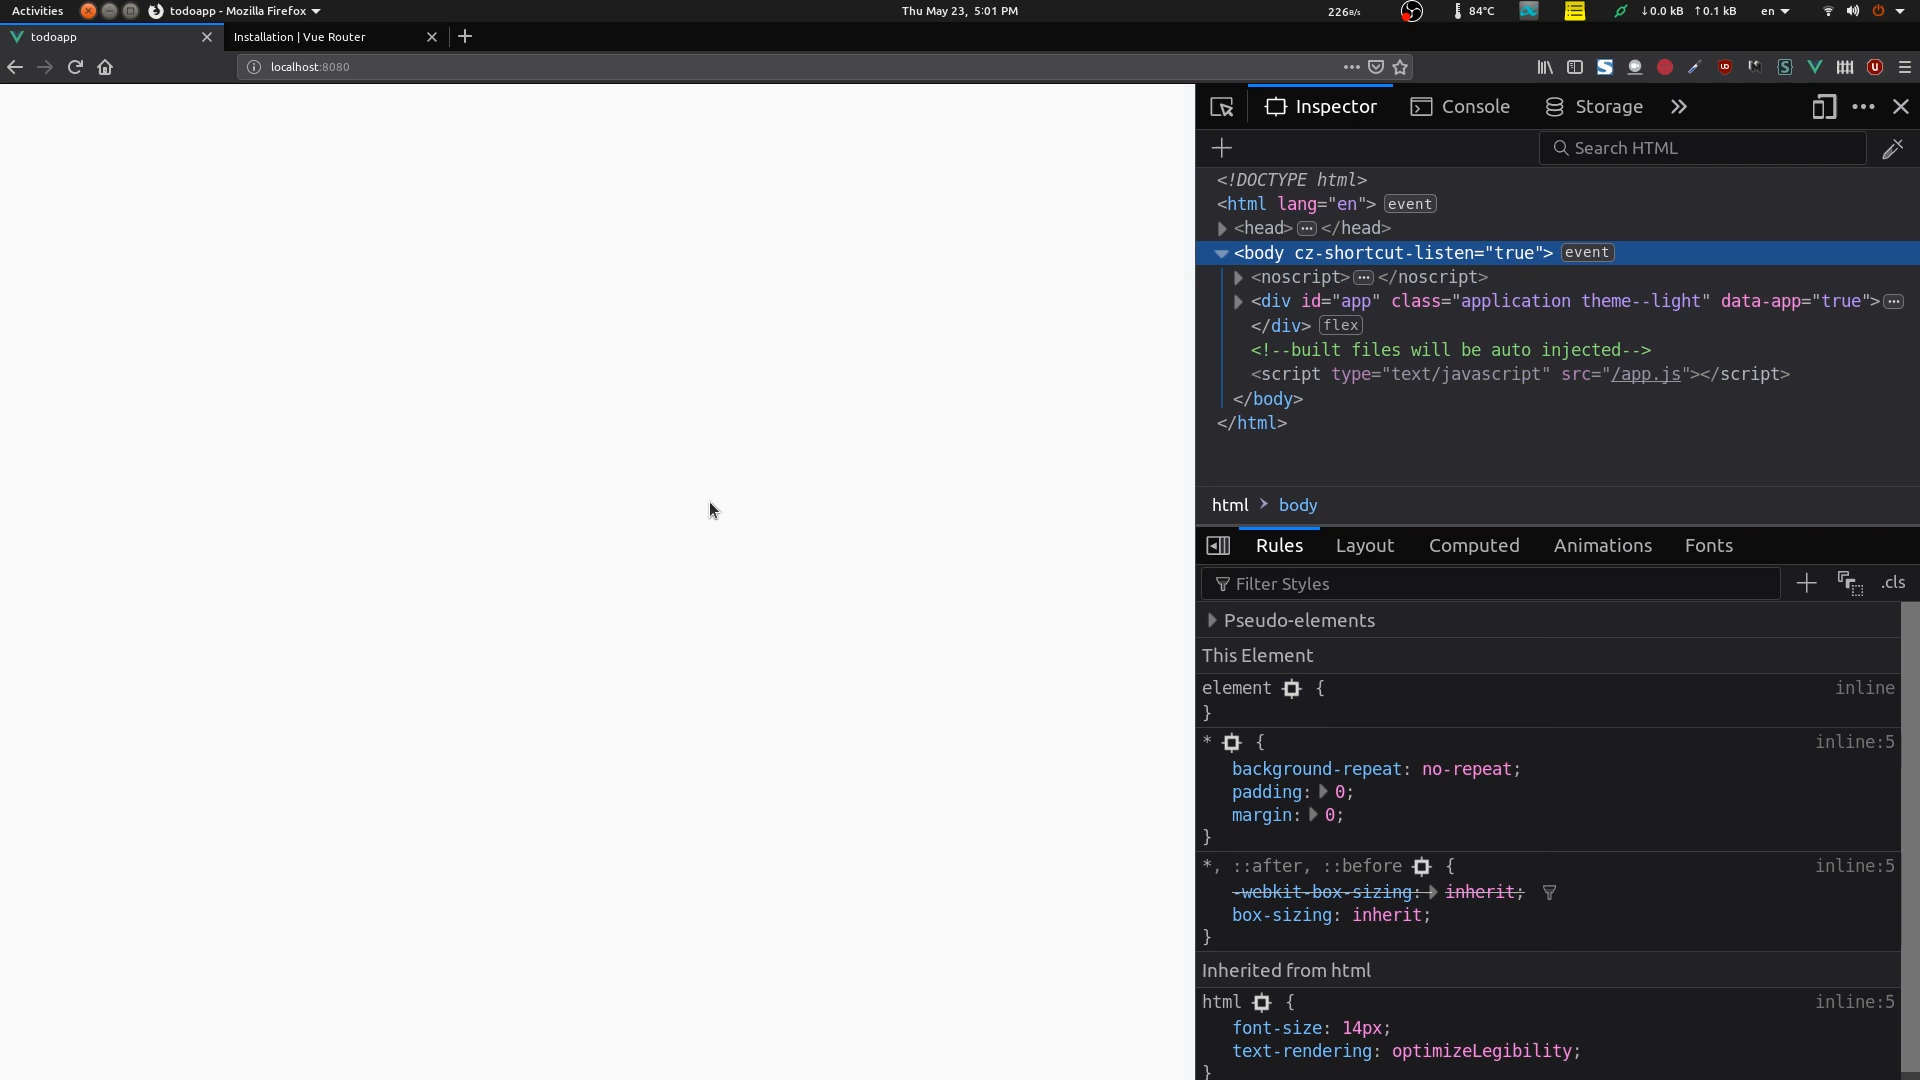 Activities
todoapp - Mozilla Firefox
Thu May 23, 5:01 PM
226B/s
84°C
↓0.0 kB ↑0.1 kB
en
todoapp
Installation | Vue Router
localhost:8080
Inspector
Console
Storage
Search HTML
<!DOCTYPE html>
<html lang="en"> event
<head> ••• </head>
<body cz-shortcut-listen="true"> event
<noscript> ••• </noscript>
<div id="app" class="application theme--light" data-app="true"> •••
</div> flex
<!--built files will be auto injected-->
<script type="text/javascript" src="/app.js"></script>
</body>
</html>
html
body
Rules
Layout
Computed
Animations
Fonts
Filter Styles
.cls
Pseudo-elements
This Element
element {
inline
}
* {
inline:5
background-repeat: no-repeat;
padding: 0;
margin: 0;
}
*, ::after, ::before {
inline:5
-webkit-box-sizing: inherit;
box-sizing: inherit;
}
Inherited from html
html {
inline:5
font-size: 14px;
text-rendering: optimizeLegibility;
}